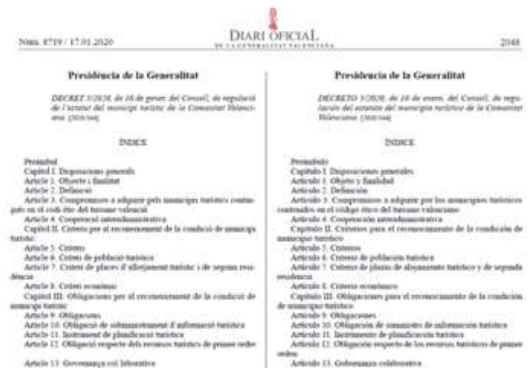 Núm. 8719 / 17.01.2020
DIARI OFICIAL
DE LA GENERALITAT VALENCIANA
2048
Presidència de la Generalitat
DECRET 5/2020, de 10 de gener, del Consell, de regulació
de l'estatut del municipi turístic de la Comunitat Valenci-
ana.
ÍNDEX
Preàmbul
Capítol I. Disposicions generals
Article 1. Objecte i finalitat
Article 2. Definició
Article 3. Compromisos a adquirir pels municipis turístics contin-
guts en el codi ètic del turisme valencià
Article 4. Cooperació interadministrativa
Capítol II. Criteris per al reconeixement de la condició de municipi
turístic
Article 5. Criteris
Article 6. Criteri de població turística
Article 7. Criteri de places d'allotjament turístic i de segona resi-
dència
Article 8. Criteri econòmic
Capítol III. Obligacions per al reconeixement de la condició de
municipi turístic
Article 9. Obligacions
Article 10. Obligació de subministrament d'informació turística
Article 11. Instrument de planificació turística
Article 12. Obligació respecte dels recursos turístics de primer ordre
Article 13. Governança col·laborativa
Presidencia de la Generalitat
DECRETO 5/2020, de 10 de enero, del Consell, de regu-
lación del estatuto del municipio turístico de la Comunitat
Valenciana.
ÍNDICE
Preámbulo
Capítulo I. Disposiciones generales
Artículo 1. Objeto y finalidad
Artículo 2. Definición
Artículo 3. Compromisos a adquirir por los municipios turísticos
contenidos en el código ético del turismo valenciano
Artículo 4. Cooperación interadministrativa
Capítulo II. Criterios para el reconocimiento de la condición de
municipio turístico
Artículo 5. Criterios
Artículo 6. Criterio de población turística
Artículo 7. Criterio de plazas de alojamiento turístico y de segunda
residencia
Artículo 8. Criterio económico
Capítulo III. Obligaciones para el reconocimiento de la condición
de municipio turístico
Artículo 9. Obligaciones
Artículo 10. Obligación de suministro de información turística
Artículo 11. Instrumento de planificación turística
Artículo 12. Obligación respecto de los recursos turísticos de primer
orden
Artículo 13. Gobernanza colaborativa